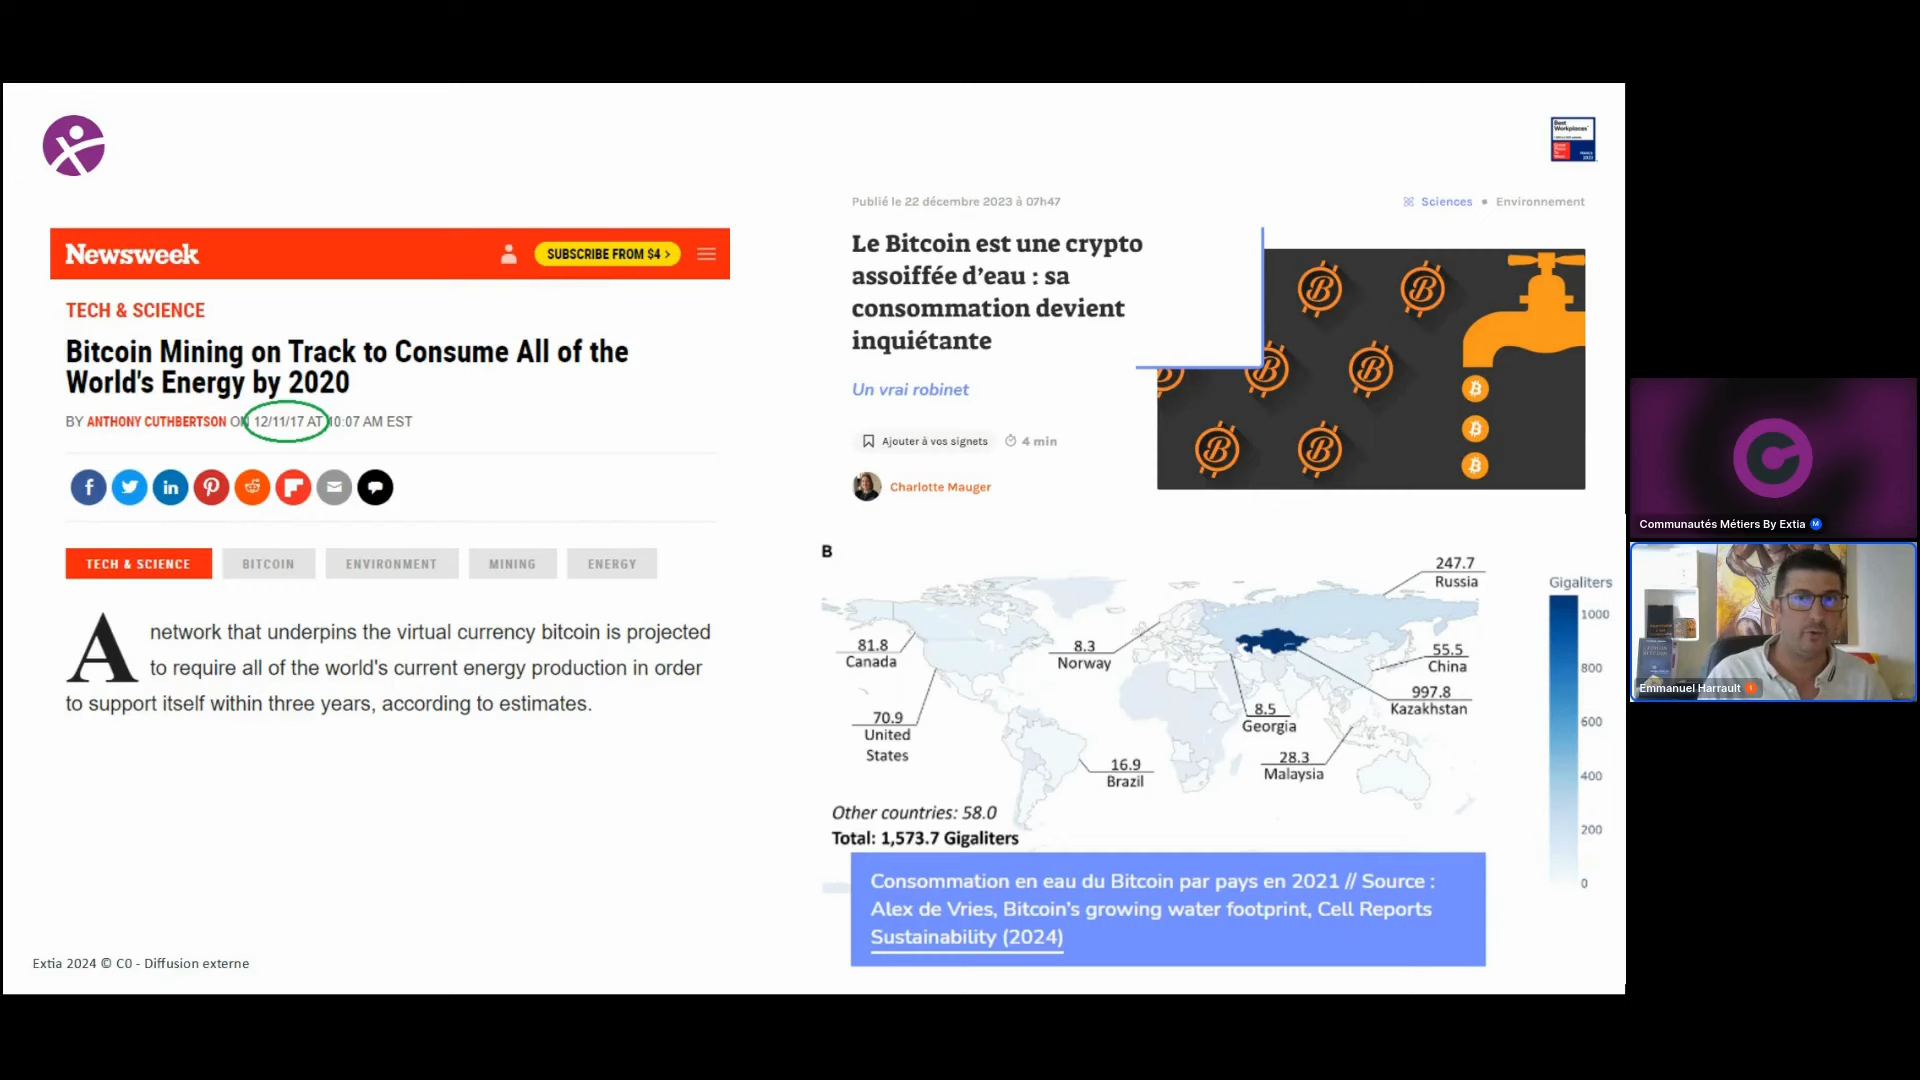 Best
Workplaces
Newsweek
SUBSCRIBE FROM $4 >
TECH & SCIENCE
Bitcoin Mining on Track to Consume All of the
World's Energy by 2020
BY ANTHONY CUTHBERTSON ON 12/11/17 AT 10:07 AM EST
TECH & SCIENCE
BITCOIN
ENVIRONMENT
MINING
ENERGY
A network that underpins the virtual currency bitcoin is projected
to require all of the world's current energy production in order
to support itself within three years, according to estimates.
Publié le 22 décembre 2023 à 07h47
Sciences • Environnement
Le Bitcoin est une crypto
assoiffée d'eau : sa
consommation devient
inquiétante
Un vrai robinet
Ajouter à vos signets
4 min
Charlotte Mauger
B
247.7
Russia
81.8
Canada
8.3
Norway
55.5
China
997.8
Kazakhstan
70.9
United
States
8.5
Georgia
28.3
Malaysia
16.9
Brazil
Other countries: 58.0
Total: 1,573.7 Gigaliters
Gigaliters
1000
800
600
400
200
0
Consommation en eau du Bitcoin par pays en 2021 // Source :
Alex de Vries, Bitcoin's growing water footprint, Cell Reports
Sustainability (2024)
Extia 2024 © C0 - Diffusion externe
Communautés Métiers By Extia
Emmanuel Harrault